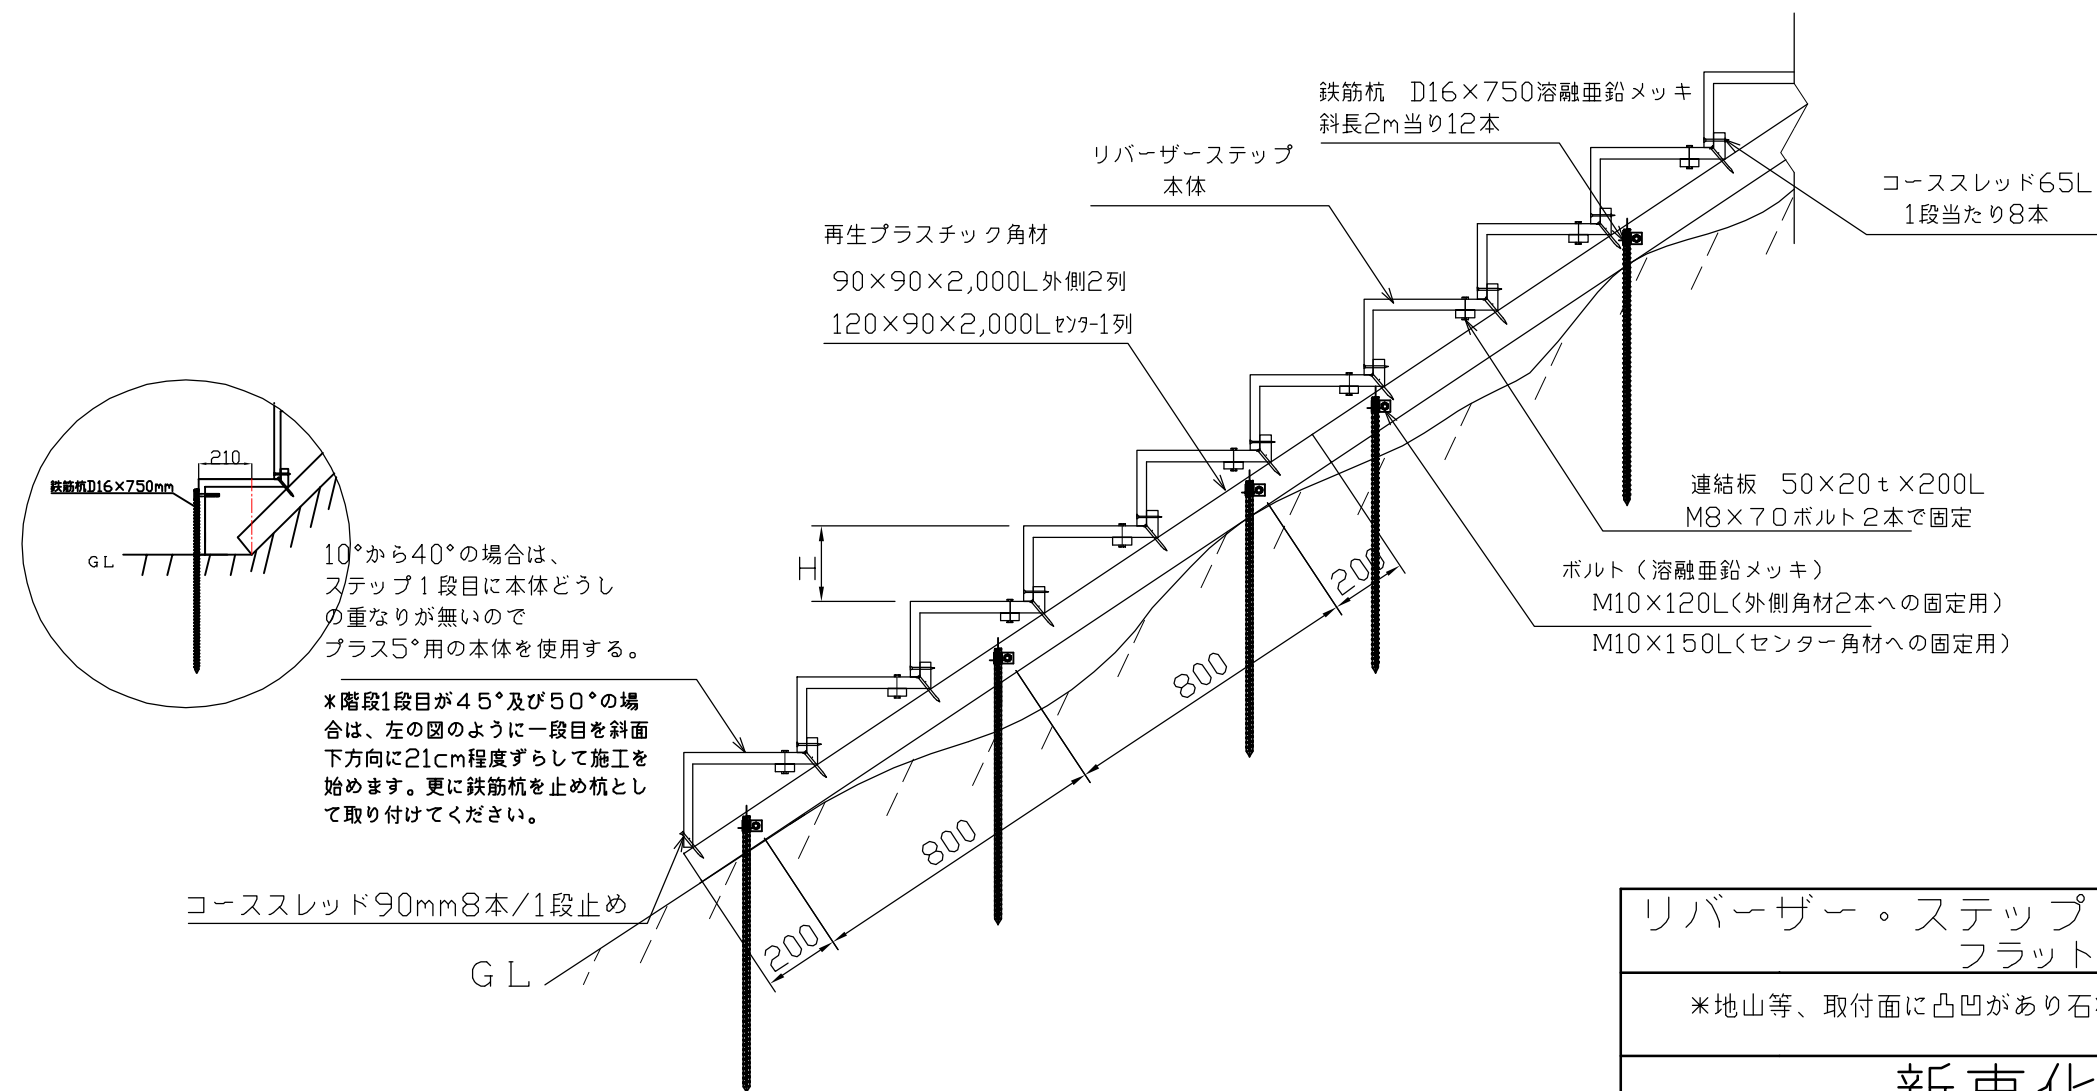 鉄筋杭　D16×750溶融亜鉛メッキ
斜長2m当り12本
リバーザーステップ
本体
コーススレッド65L
1段当たり8本
再生プラスチック角材
90×90×2,000L外側2列
120×90×2,000Lセンター1列
210
鉄筋杭D16×750mm
GL
10°から40°の場合は、
ステップ1段目に本体どうし
の重なりが無いので
プラス5°用の本体を使用する。
*階段1段目が45°及び50°の場
合は、左の図のように一段目を斜面
下方向に21cm程度ずらして施工を
始めます。更に鉄筋杭を止め杭とし
て取り付けてください。
H
連結板　50×20t×200L
M8×70ボルト2本で固定
ボルト（溶融亜鉛メッキ）
M10×120L(外側角材2本への固定用)
M10×150L(センター角材への固定用)
200
800
800
200
コーススレッド90mm8本/1段止め
GL
リバーザー・ステップ
フラット
*地山等、取付面に凸凹があり石
新東化